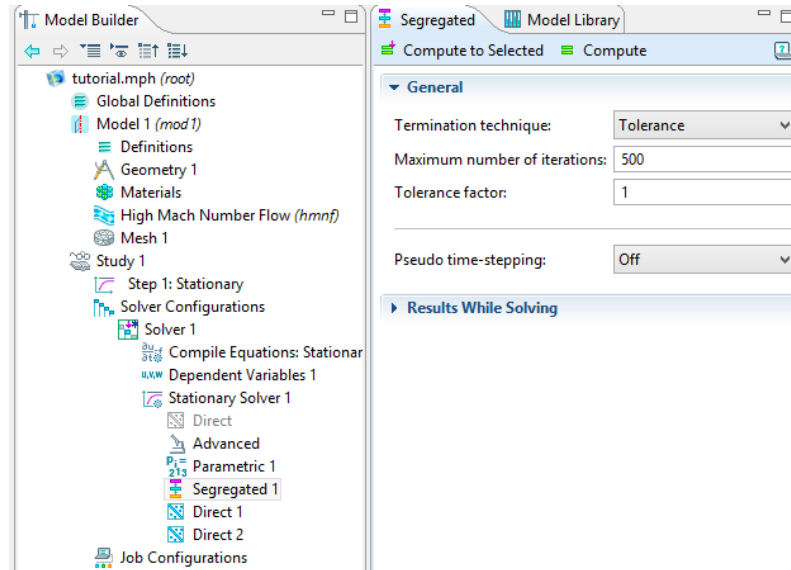 Model Builder
tutorial.mph (root)
Global Definitions
Model 1 (mod1)
Definitions
Geometry 1
Materials
High Mach Number Flow (hmnf)
Mesh 1
Study 1
Step 1: Stationary
Solver Configurations
Solver 1
Compile Equations: Stationar
u,v,w Dependent Variables 1
Stationary Solver 1
Direct
Advanced
Parametric 1
Segregated 1
Direct 1
Direct 2
Job Configurations
Segregated Model Library
Compute to Selected Compute
General
Termination technique: Tolerance
Maximum number of iterations: 500
Tolerance factor: 1
Pseudo time-stepping: Off
Results While Solving